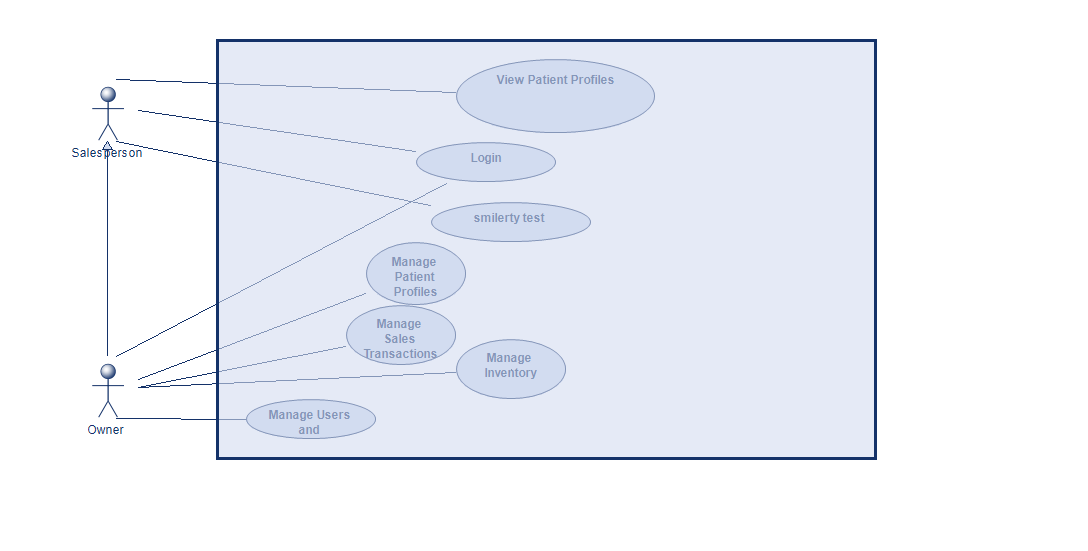 View Patient Profiles
Salesperson
Login
smilerty test
Manage
Patient
Profiles
Manage
Sales
Transactions
Manage
Inventory
Manage Users
and
Owner